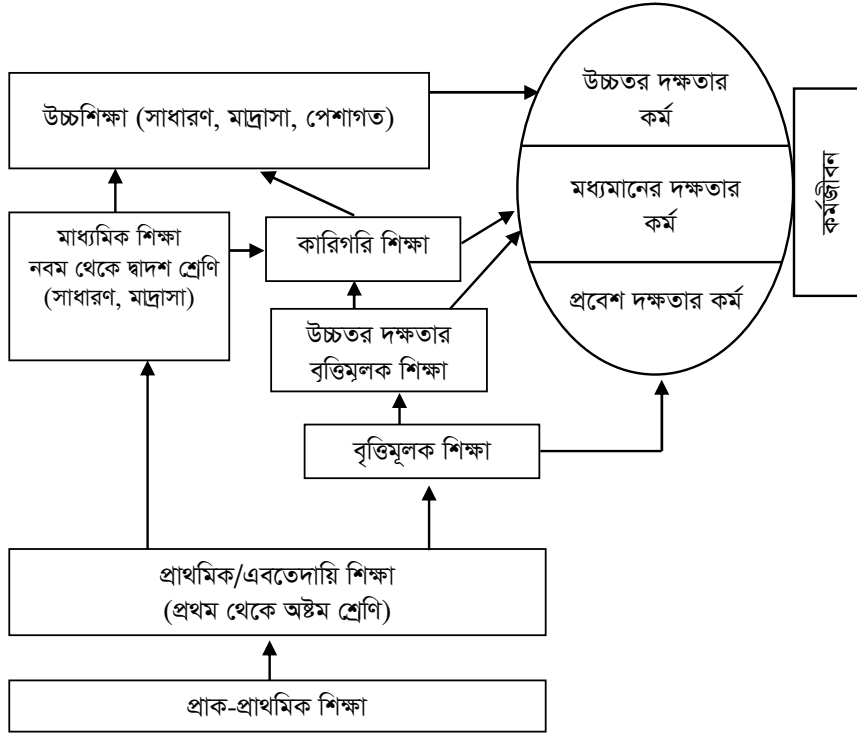 উচ্চতর দক্ষতার
কর্ম
উচ্চশিক্ষা (সাধারণ, মাদ্রাসা, পেশাগত)
মধ্যমানের দক্ষতার
কর্ম
কর্মজীবন
মাধ্যমিক শিক্ষা
নবম থেকে দ্বাদশ শ্রেণি
(সাধারণ, মাদ্রাসা)
কারিগরি শিক্ষা
প্রবেশ দক্ষতার কর্ম
উচ্চতর দক্ষতার
বৃত্তিমুলক শিক্ষা
বৃত্তিমূলক শিক্ষা
প্রাথমিক/এবতেদায়ি শিক্ষা
(প্রথম থেকে অষ্টম শ্রেণি)
প্রাক-প্রাথমিক শিক্ষা